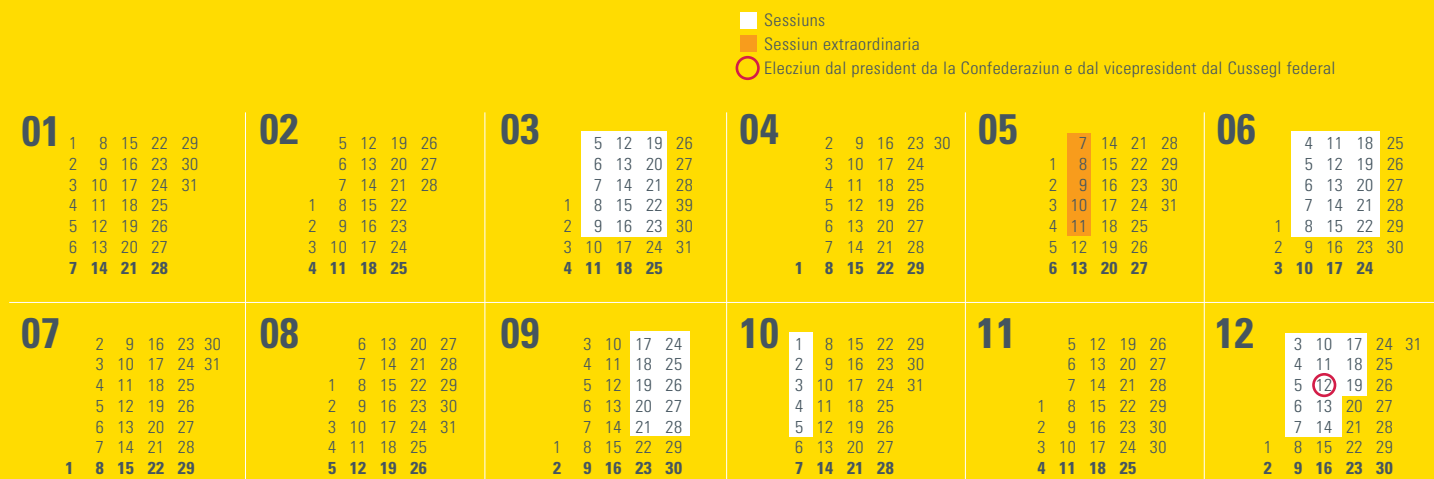 Sessiuns
Sessiun extraordinaria
Elecziun dal president da la Confederaziun e dal vicepresident dal Cussegl federal
01
1 8 15 22 29
2 9 16 23 30
3 10 17 24 31
4 11 18 25
5 12 19 26
6 13 20 27
7 14 21 28
02
5 12 19 26
6 13 20 27
7 14 21 28
1 8 15 22
2 9 16 23
3 10 17 24
4 11 18 25
03
5 12 19 26
6 13 20 27
7 14 21 28
1 8 15 22 39
2 9 16 23 30
3 10 17 24 31
4 11 18 25
04
2 9 16 23 30
3 10 17 24
4 11 18 25
5 12 19 26
6 13 20 27
7 14 21 28
1 8 15 22 29
05
7 14 21 28
1 8 15 22 29
2 9 16 23 30
3 10 17 24 31
4 11 18 25
5 12 19 26
6 13 20 27
06
4 11 18 25
5 12 19 26
6 13 20 27
7 14 21 28
1 8 15 22 29
2 9 16 23 30
3 10 17 24
07
2 9 16 23 30
3 10 17 24 31
4 11 18 25
5 12 19 26
6 13 20 27
7 14 21 28
1 8 15 22 29
08
6 13 20 27
7 14 21 28
1 8 15 22 29
2 9 16 23 30
3 10 17 24 31
4 11 18 25
5 12 19 26
09
3 10 17 24
4 11 18 25
5 12 19 26
6 13 20 27
7 14 21 28
1 8 15 22 29
2 9 16 23 30
10
1 8 15 22 29
2 9 16 23 30
3 10 17 24 31
4 11 18 25
5 12 19 26
6 13 20 27
7 14 21 28
11
5 12 19 26
6 13 20 27
7 14 21 28
1 8 15 22 29
2 9 16 23 30
3 10 17 24 30
4 11 18 25
12
3 10 17 24 31
4 11 18 25
5 12 19 26
6 13 20 27
7 14 21 28
1 8 15 22 29
2 9 16 23 30